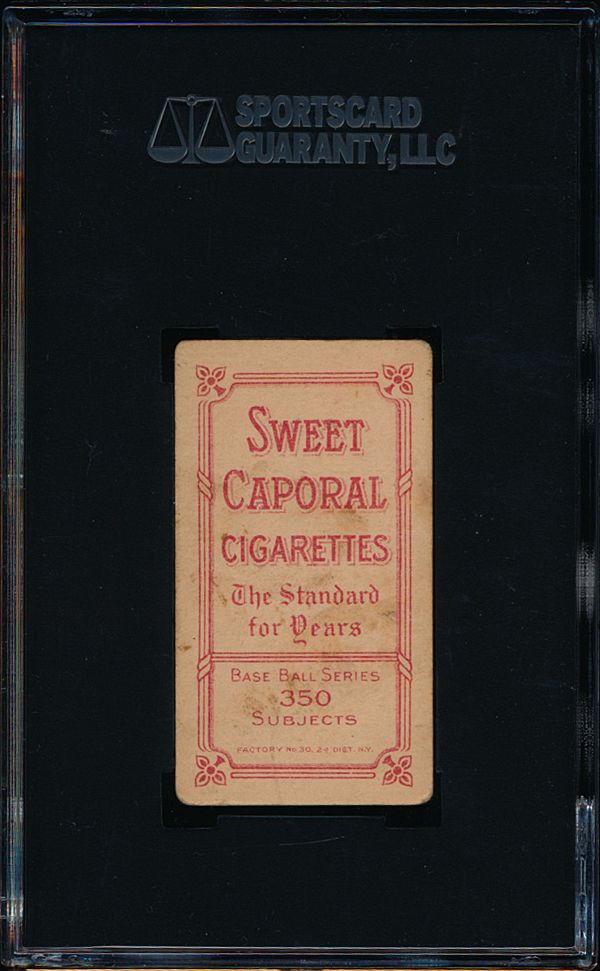 SPORTSCARD
GUARANTY, LLC
SWEET
CAPORAL
CIGARETTES
The Standard
for Years
BASE BALL SERIES
350
SUBJECTS
FACTORY No 30, 2d DIST. N.Y.